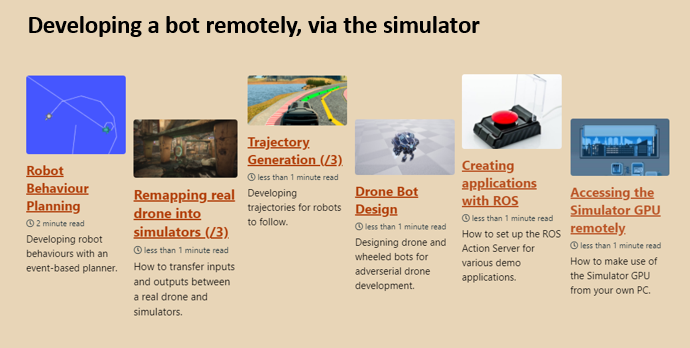 Developing a bot remotely, via the simulator
Robot
Behaviour
Planning
2 minute read
Developing robot
behaviours with an
event-based planner.
Remapping real
drone into
simulators (/3)
less than 1 minute read
How to transfer inputs
and outputs between
a real drone and
simulators.
Trajectory
Generation (/3)
less than 1 minute read
Developing
trajectories for robots
to follow.
Drone Bot
Design
less than 1 minute read
Designing drone and
wheeled bots for
adverserial drone
development.
Creating
applications
with ROS
less than 1 minute read
How to set up the ROS
Action Server for
various demo
applications.
Accessing the
Simulator GPU
remotely
less than 1 minute read
How to make use of
the Simulator GPU
from your own PC.